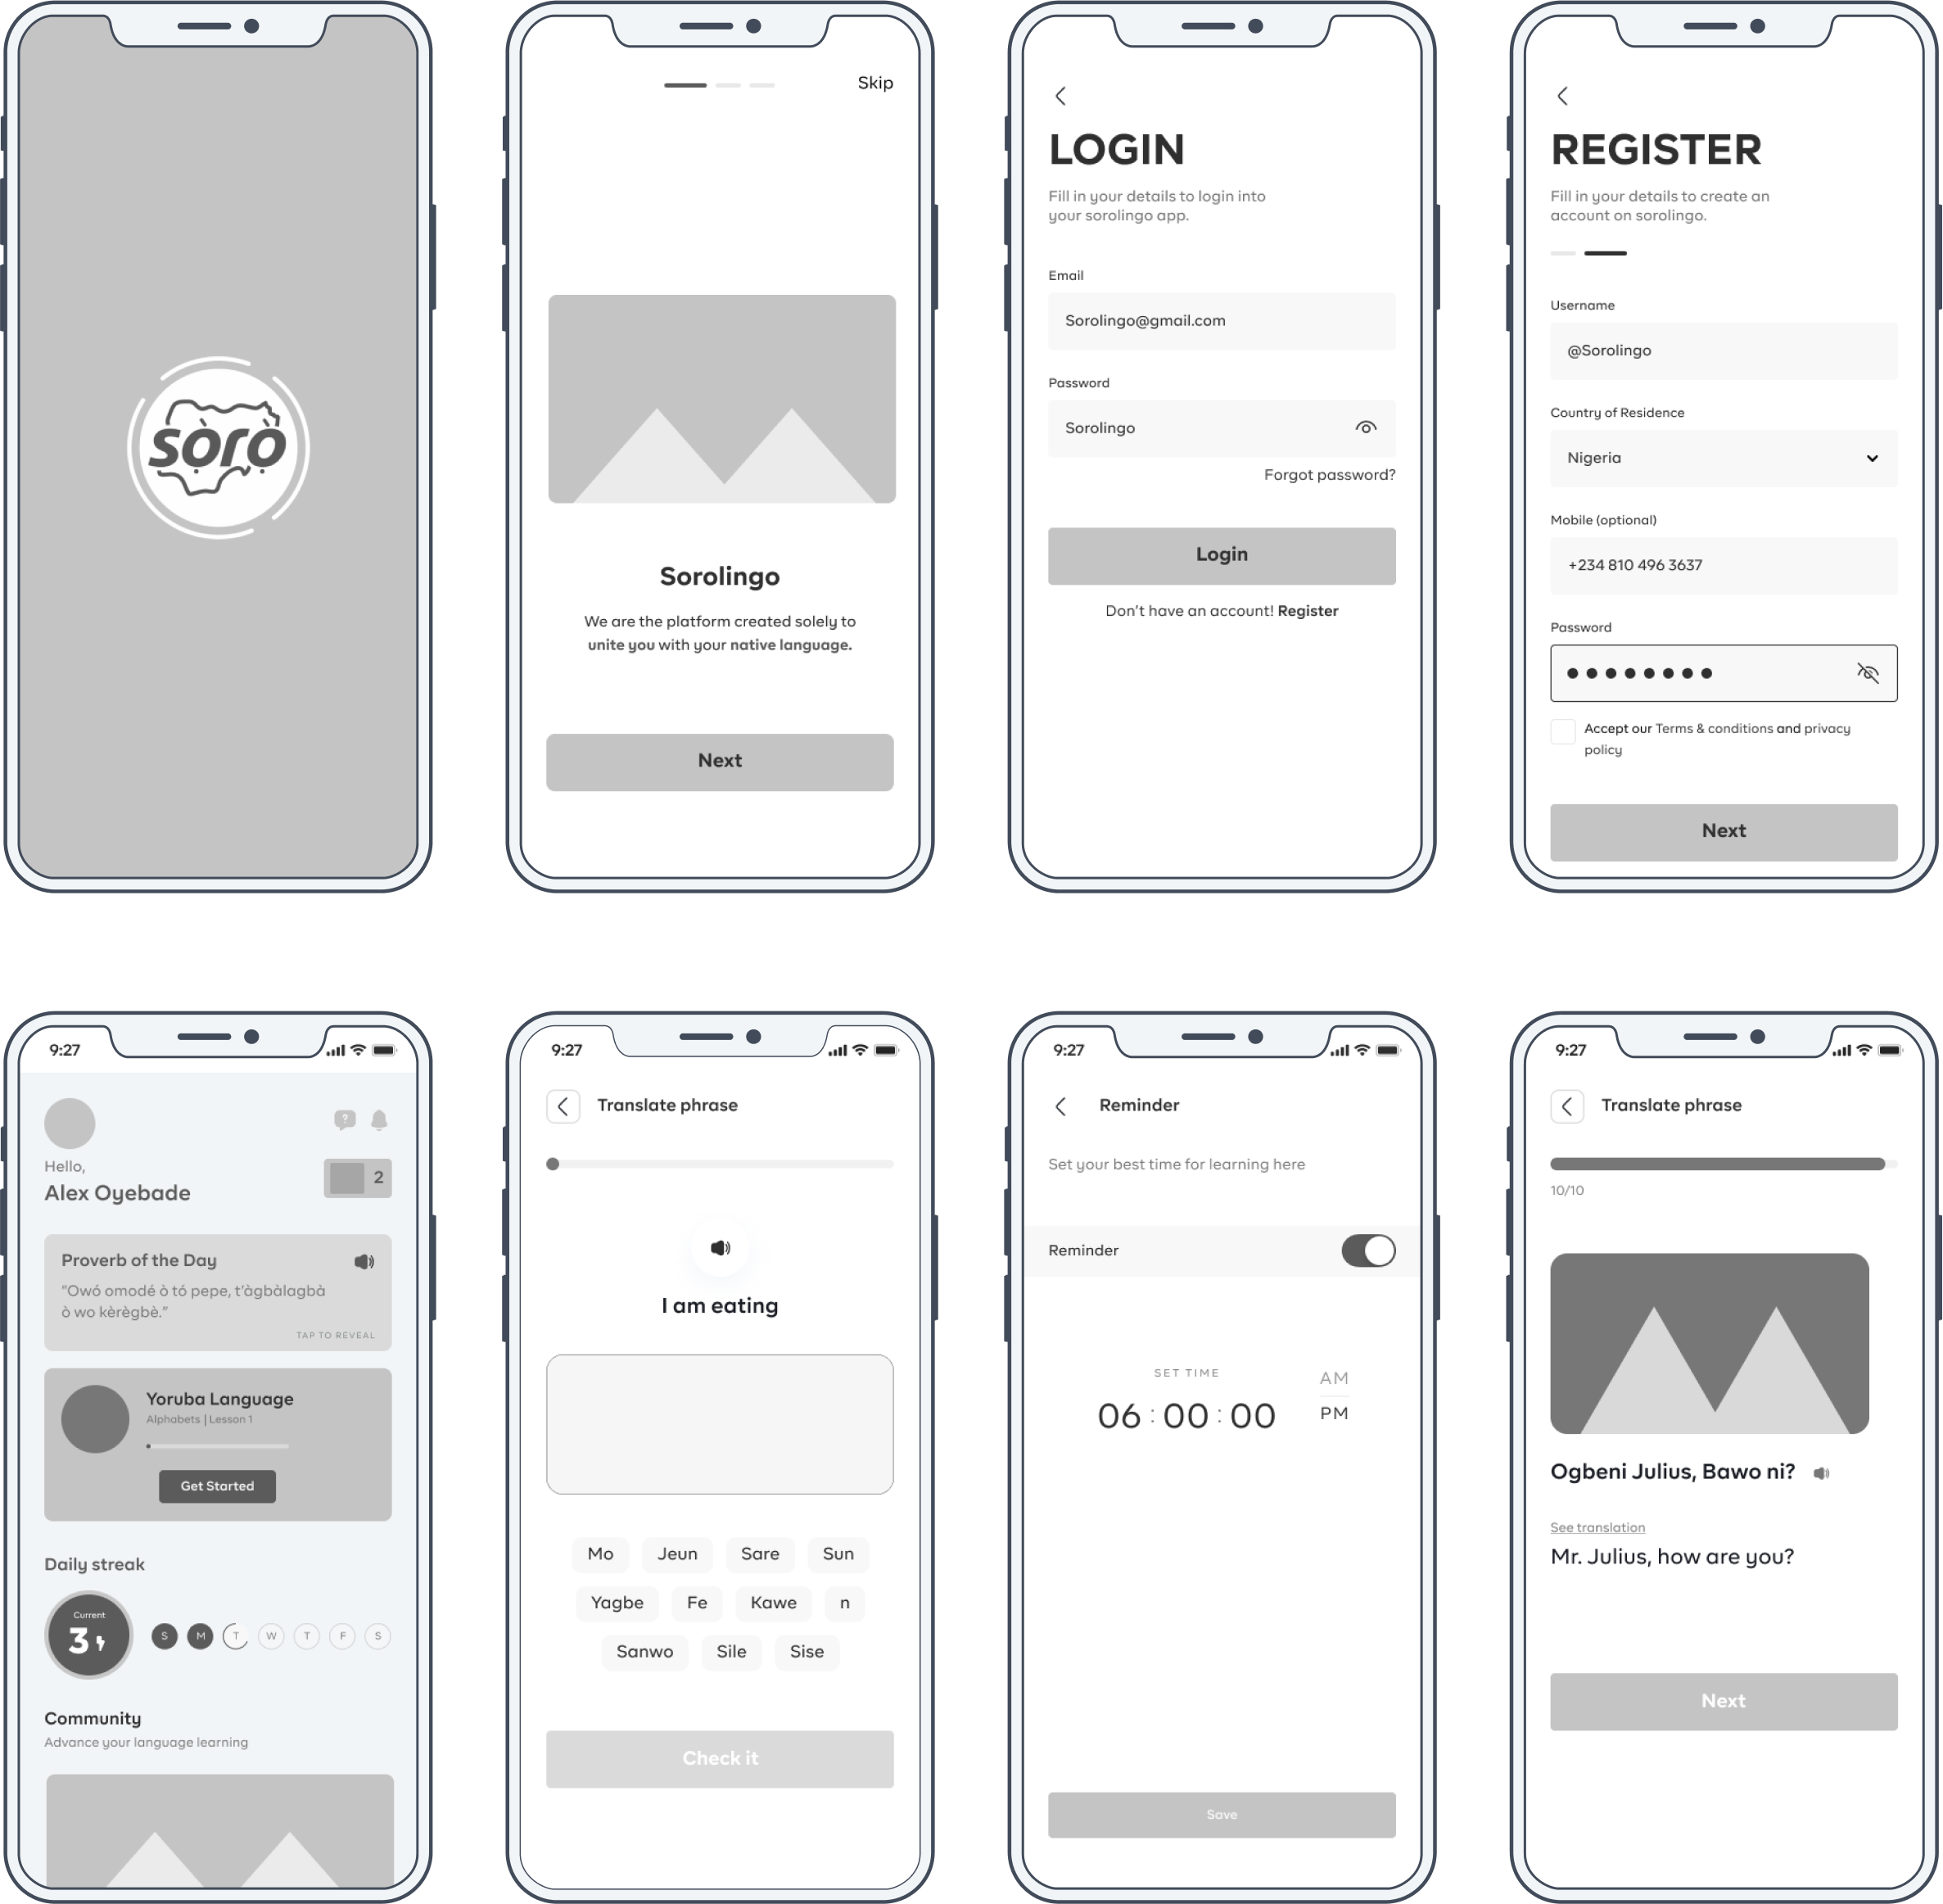 sọ̀rọ̀
Skip
Sorolingo
We are the platform created solely to
unite you with your native language.
Next
LOGIN
Fill in your details to login into
your sorolingo app.
Email
Sorolingo@gmail.com
Password
Sorolingo
Forgot password?
Login
Don't have an account! Register
REGISTER
Fill in your details to create an
account on sorolingo.
Username
@Sorolingo
Country of Residence
Nigeria
Mobile (optional)
+234 810 496 3637
Password
Accept our Terms & conditions and privacy
policy
Next
9:27
?
Hello,
2
Alex Oyebade
Proverb of the Day
“Owó omodé ò tó pepe, t’àgbàlagbà
ò wo kèrègbè.”
TAP TO REVEAL
Yoruba Language
Alphabets | Lesson 1
Get Started
Daily streak
Current
3
S M T W T F S
Community
Advance your language learning
9:27
Translate phrase
I am eating
Mo Jeun Sare Sun
Yagbe Fe Kawe n
Sanwo Sile Sise
Check it
9:27
Reminder
Set your best time for learning here
Reminder
SET TIME
AM
06 : 00 : 00
PM
Save
9:27
Translate phrase
10/10
Ogbeni Julius, Bawo ni?
See translation
Mr. Julius, how are you?
Next